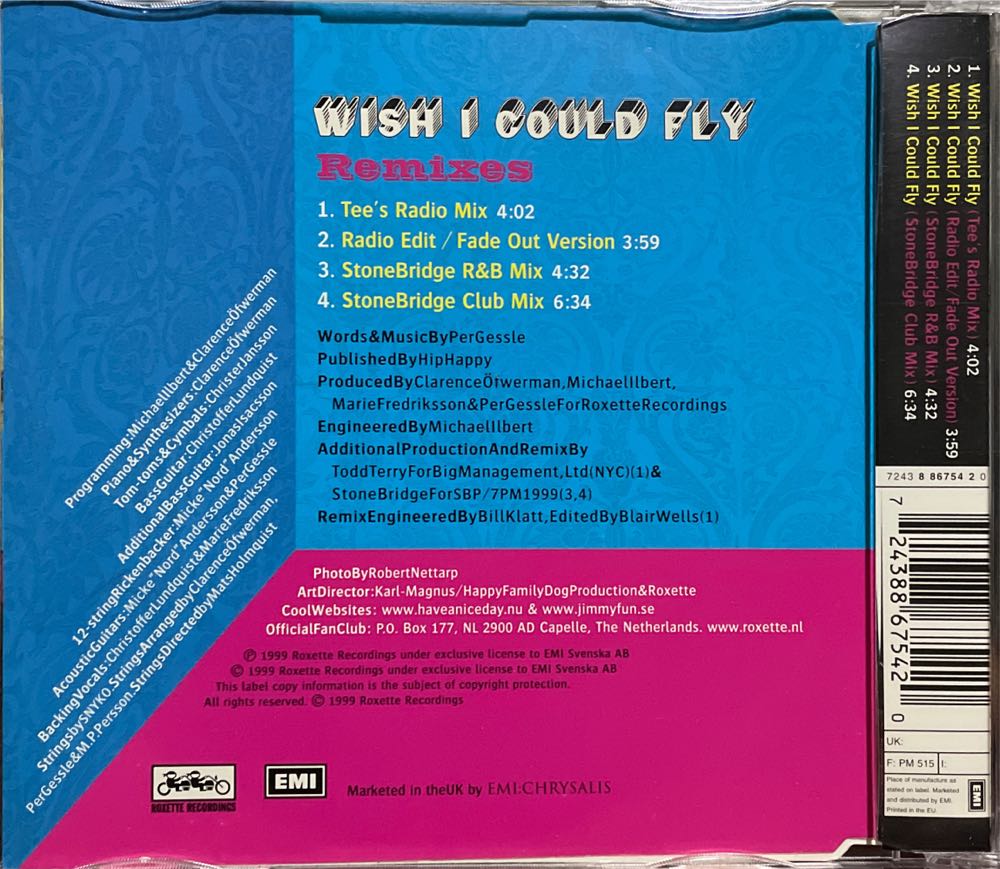 WISH I COULD FLY
Remixes
1. Tee's Radio Mix 4:02
2. Radio Edit / Fade Out Version 3:59
3. StoneBridge R&B Mix 4:32
4. StoneBridge Club Mix 6:34
Words&MusicByPerGessle
PublishedByHipHappy
ProducedByClarenceÖfwerman,MichaelIlbert,
MarieFredriksson&PerGessleForRoxetteRecordings
EngineeredByMichaelIlbert
AdditionalProductionAndRemixBy
ToddTerryForBigManagement,Ltd(NYC)(1)&
StoneBridgeForSBP/7PM1999(3,4)
RemixEngineeredByBillKlatt,EditedByBlairWells(1)
Programming:MichaelIlbert&ClarenceÖfwerman
Piano&Synthesizers:ClarenceÖfwerman
Tom-toms&Cymbals:ChristerJansson
BassGuitar:ChristofferLundquist
AdditionalBassGuitar:JonasIsacsson
12-stringRickenbacker:Micke"Nord"Andersson
AcousticGuitars:Micke"Nord"Andersson&PerGessle
BackingVocals:ChristofferLundquist&MarieFredriksson
StringsbySNYKO.StringsArrangedbyClarenceÖfwerman,
PerGessle&M.P.Persson.StringsDirectedbyMatsHolmquist
PhotoByRobertNettarp
ArtDirector:Karl-Magnus/HappyFamilyDogProduction&Roxette
CoolWebsites: www.haveaniceday.nu & www.jimmyfun.se
OfficialFanClub: P.O. Box 177, NL 2900 AD Capelle, The Netherlands. www.roxette.nl
Ⓟ 1999 Roxette Recordings under exclusive license to EMI Svenska AB
© 1999 Roxette Recordings under exclusive license to EMI Svenska AB
This label copy information is the subject of copyright protection.
All rights reserved. © 1999 Roxette Recordings
ROXETTE RECORDINGS
EMI
Marketed in theUK by EMI:CHRYSALIS
1. Wish I Could Fly (Tee's Radio Mix) 4:02
2. Wish I Could Fly (Radio Edit/Fade Out Version) 3:59
3. Wish I Could Fly (StoneBridge R&B Mix) 4:32
4. Wish I Could Fly (StoneBridge Club Mix) 6:34
7243 8 86754 2 0
7 24388 67542 0
UK:
F: PM 515 I:
Place of manufacture as
stated on label. Marketed
and distributed by EMI.
Printed in the EU.
EMI